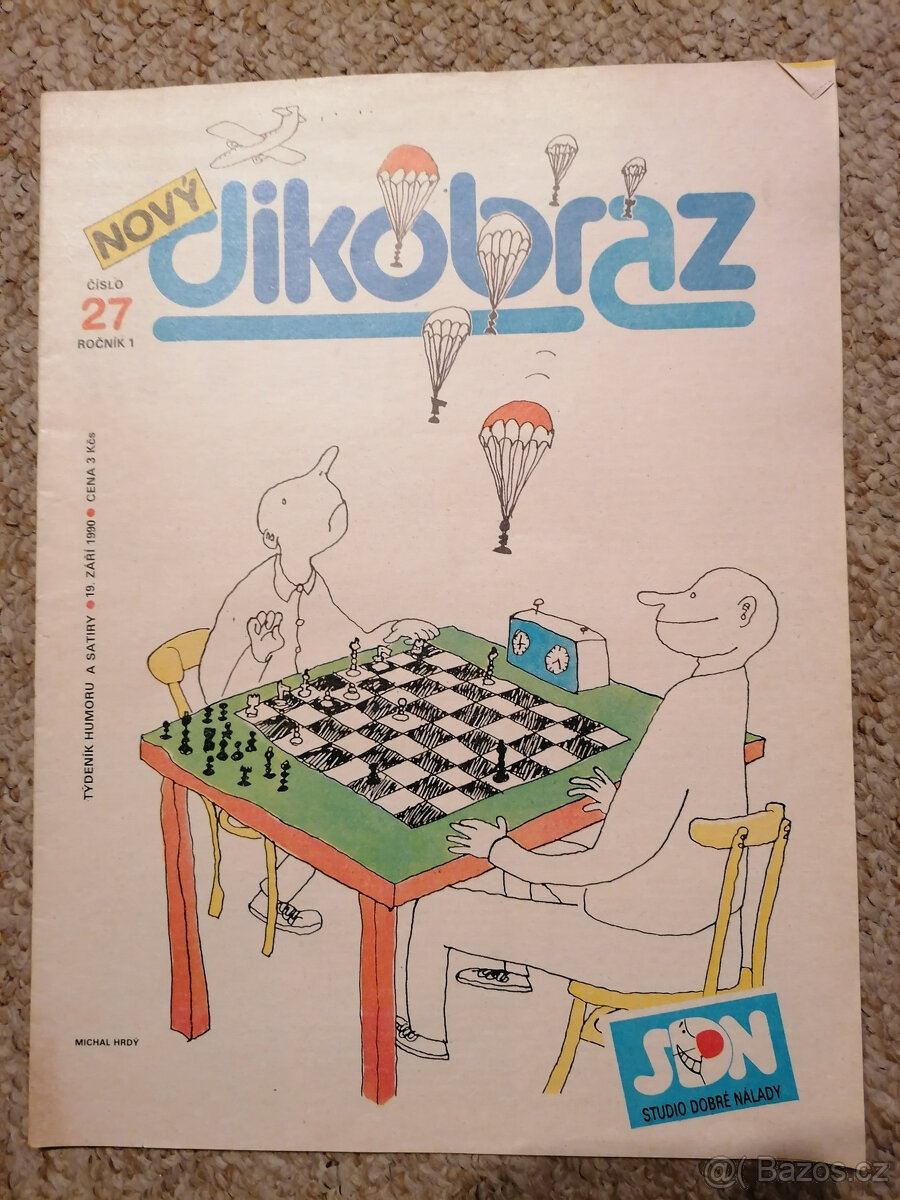 NOVÝ
dikobraz
ČÍSLO
27
ROČNÍK 1
TÝDENÍK HUMORU A SATIRY ● 19. ZÁŘÍ 1990 ● CENA 3 Kčs
MICHAL HRDÝ
SDN
STUDIO DOBRÉ NÁLADY
@( Bazos.cz